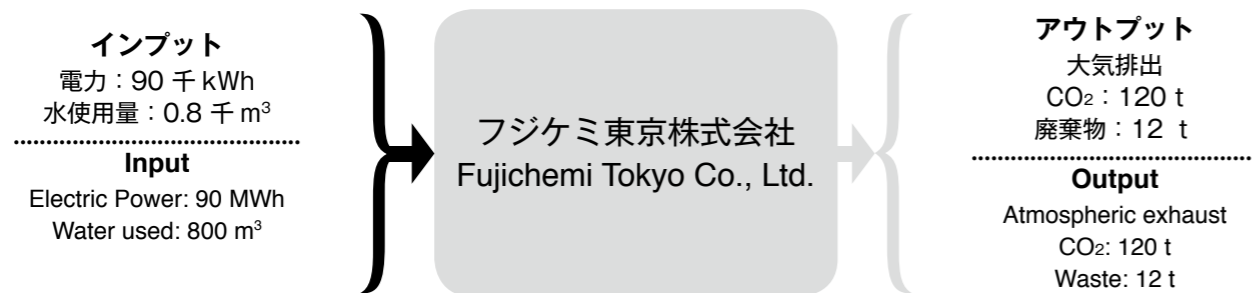 インプット
電力：90 千 kWh
水使用量：0.8 千 m³
Input
Electric Power: 90 MWh
Water used: 800 m³
フジケミ東京株式会社
Fujichemi Tokyo Co., Ltd.
アウトプット
大気排出
CO₂：120 t
廃棄物：12 t
Output
Atmospheric exhaust
CO₂: 120 t
Waste: 12 t